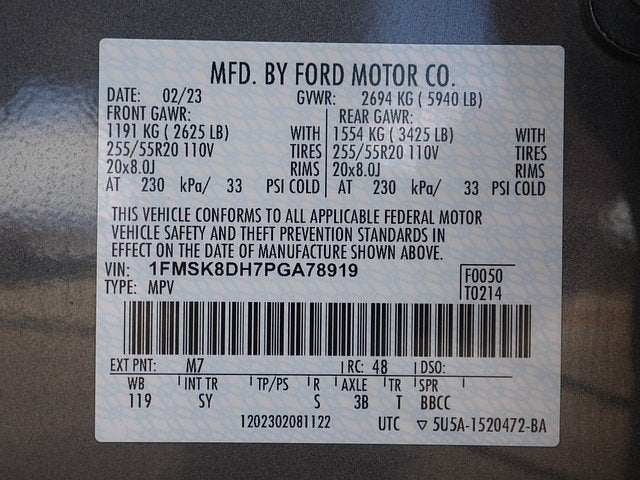 MFD. BY FORD MOTOR CO.
DATE: 02/23 GVWR: 2694 KG ( 5940 LB)
FRONT GAWR: REAR GAWR:
1191 KG ( 2625 LB) WITH 1554 KG ( 3425 LB) WITH
255/55R20 110V TIRES 255/55R20 110V TIRES
20x8.0J RIMS 20x8.0J RIMS
AT 230 kPa/ 33 PSI COLD AT 230 kPa/ 33 PSI COLD
THIS VEHICLE CONFORMS TO ALL APPLICABLE FEDERAL MOTOR
VEHICLE SAFETY AND THEFT PREVENTION STANDARDS IN
EFFECT ON THE DATE OF MANUFACTURE SHOWN ABOVE.
VIN: 1FMSK8DH7PGA78919 F0050
TYPE: MPV T0214
EXT PNT: M7 RC: 48 DSO:
WB INT TR TP/PS R AXLE TR SPR
119 SY S 3B T BBCC
1202302081122 UTC ▽ 5U5A-1520472-BA